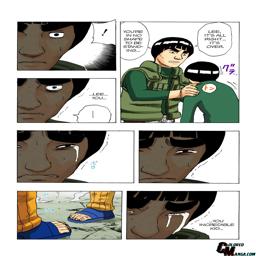 !
YOU'RE
IN NO
SHAPE TO
BE
STAND-
ING...
LEE,
IT'S ALL
RIGHT...
IT'S
OVER.
!
LEE...
YOU...
...YOU
INCREDIBLE
KID...
COLORED
MANGA.COM